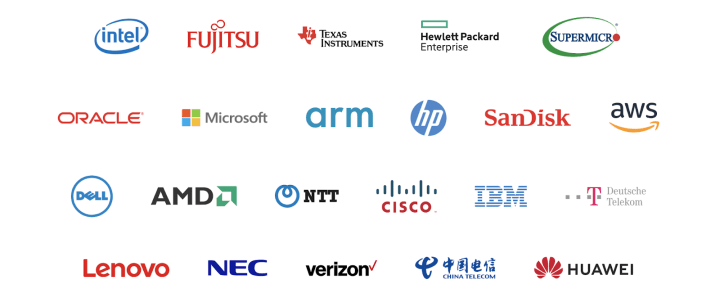 intel
FUJITSU
TEXAS
INSTRUMENTS
Hewlett Packard
Enterprise
SUPERMICRO
ORACLE
Microsoft
arm
hp
SanDisk
aws
DELL
AMD
NTT
CISCO
IBM
T
Deutsche
Telekom
Lenovo
NEC
verizon✓
中国电信
CHINA TELECOM
HUAWEI